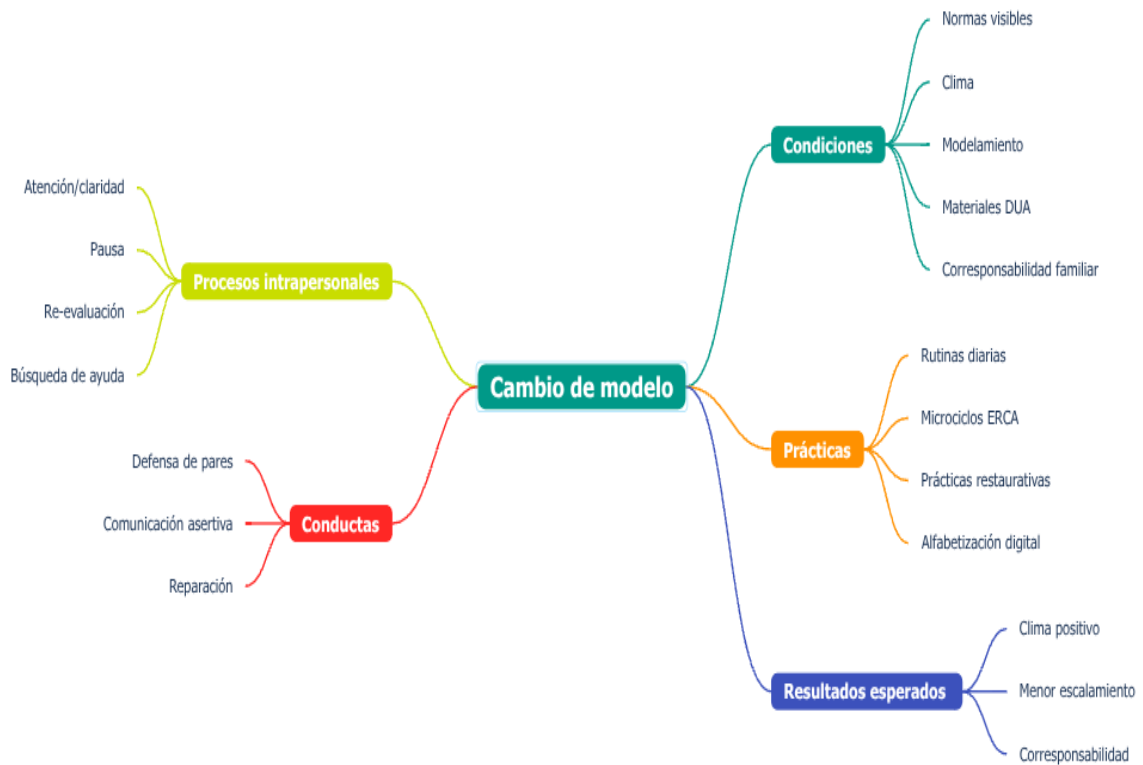 Cambio de modelo
Condiciones
Normas visibles
Clima
Modelamiento
Materiales DUA
Corresponsabilidad familiar
Prácticas
Rutinas diarias
Microciclos ERCA
Prácticas restaurativas
Alfabetización digital
Resultados esperados
Clima positivo
Menor escalamiento
Corresponsabilidad
Procesos intrapersonales
Atención/claridad
Pausa
Re-evaluación
Búsqueda de ayuda
Conductas
Defensa de pares
Comunicación asertiva
Reparación